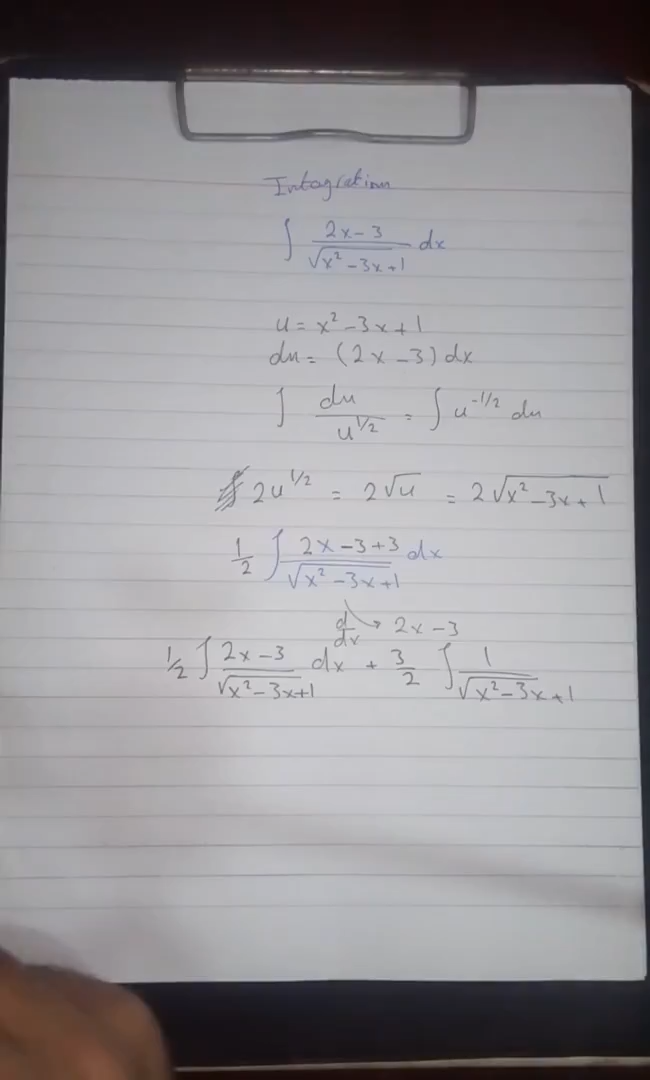 Integration
∫ (2x-3)/(√(x²-3x+1)) dx
u = x²-3x+1
du = (2x-3)dx
∫ du/u^(1/2) = ∫ u^(-1/2) du
2u^(1/2) = 2√u = 2√(x²-3x+1)
1/2 ∫ (2x-3+3)/(√(x²-3x+1)) dx
d/dx → 2x-3
1/2 ∫ (2x-3)/(√(x²-3x+1)) dx + 3/2 ∫ 1/(√(x²-3x+1))